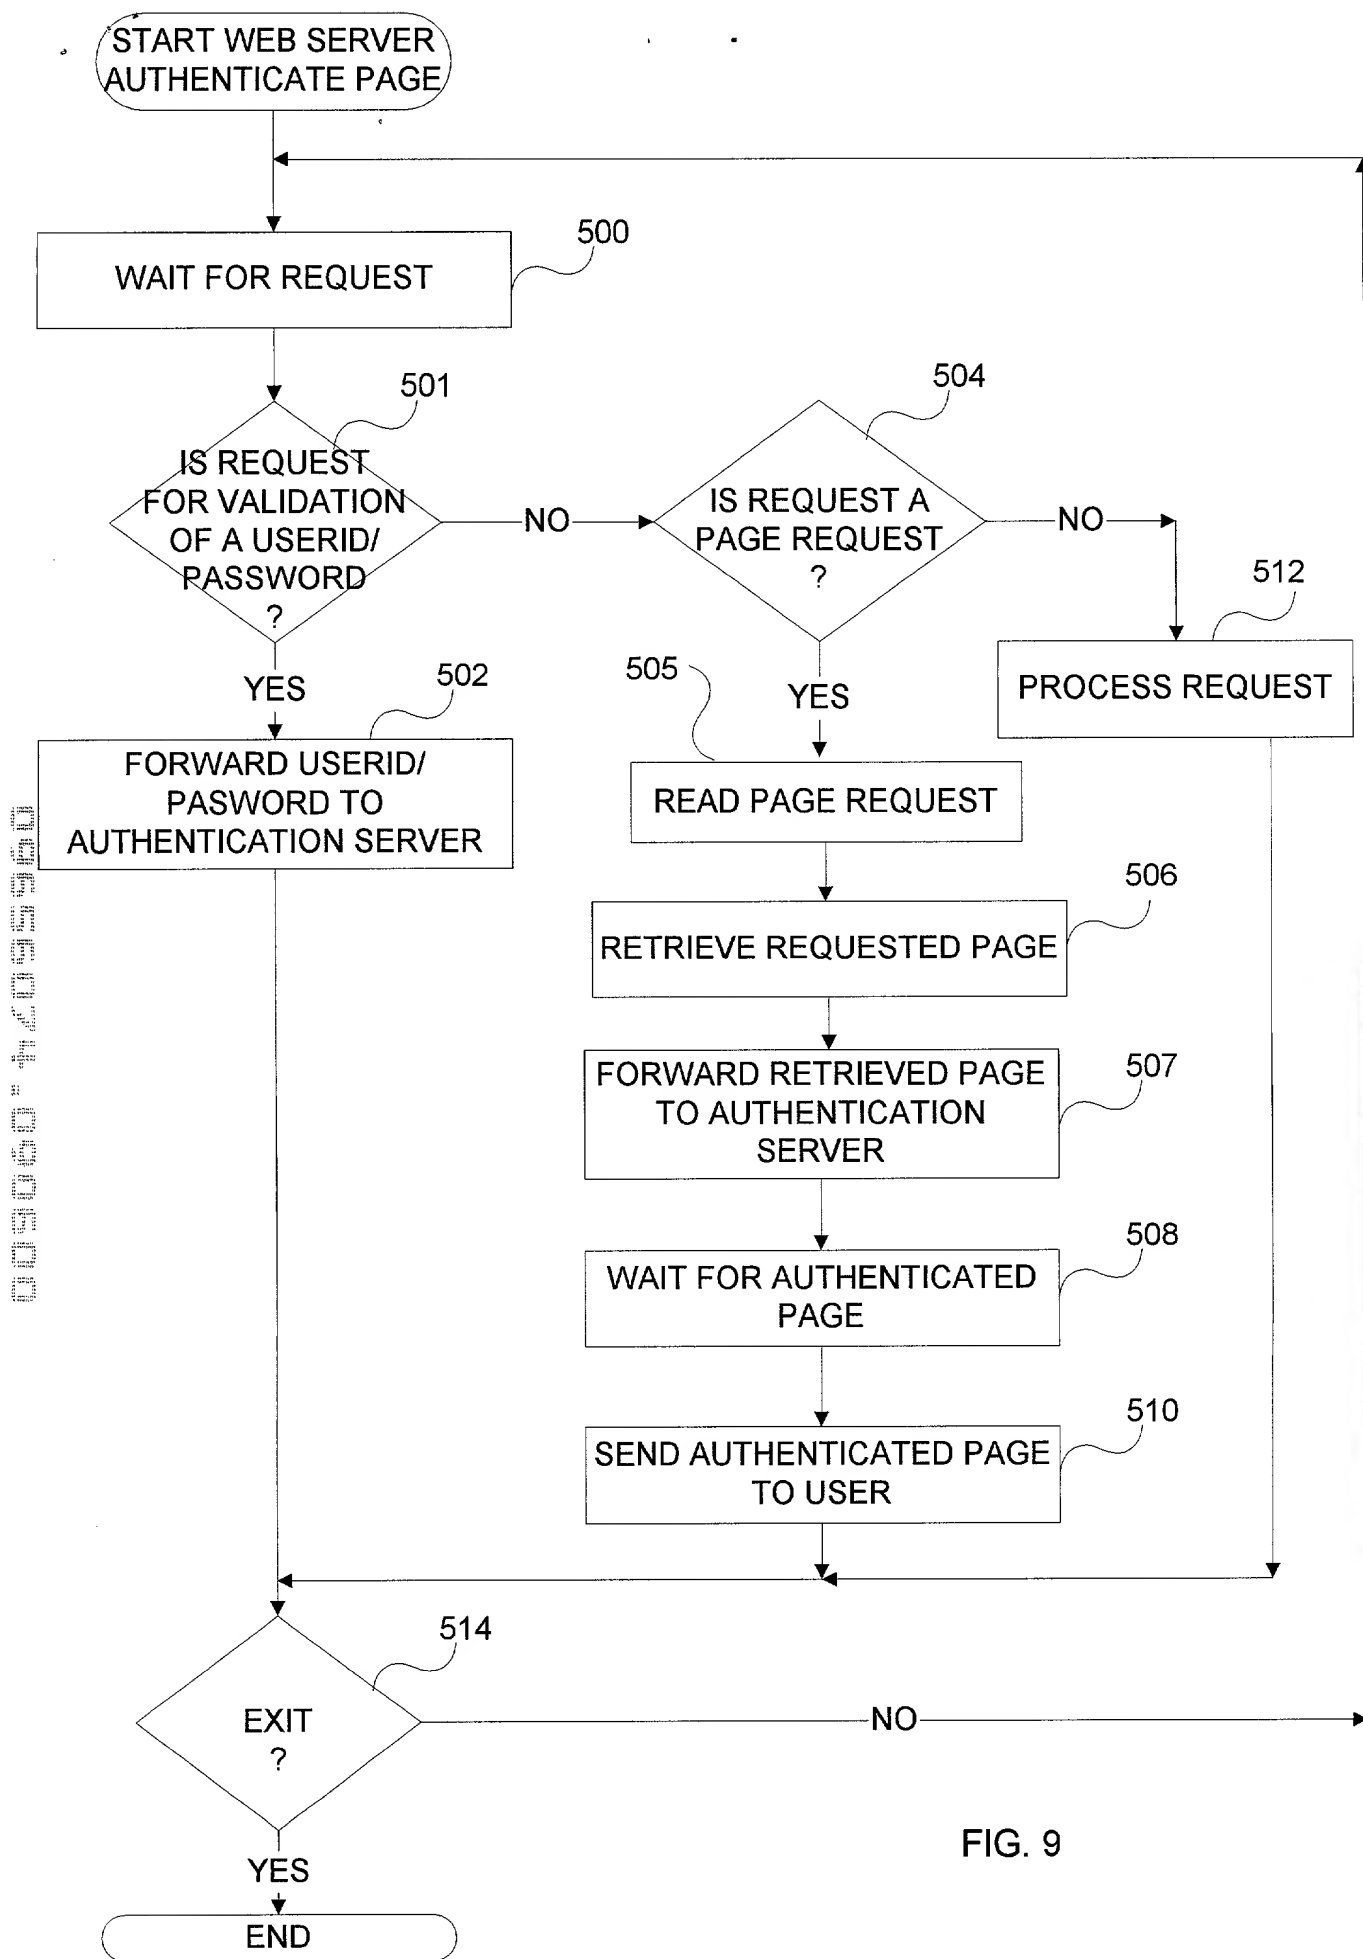 START WEB SERVER
AUTHENTICATE PAGE
500
WAIT FOR REQUEST
501
504
IS REQUEST
FOR VALIDATION
OF A USERID/
PASSWORD
?
NO
IS REQUEST A
PAGE REQUEST
?
NO
512
YES
502
505
YES
PROCESS REQUEST
FORWARD USERID/
PASWORD TO
AUTHENTICATION SERVER
READ PAGE REQUEST
506
RETRIEVE REQUESTED PAGE
507
FORWARD RETRIEVED PAGE
TO AUTHENTICATION
SERVER
508
WAIT FOR AUTHENTICATED
PAGE
510
SEND AUTHENTICATED PAGE
TO USER
514
EXIT
?
NO
YES
END
FIG. 9